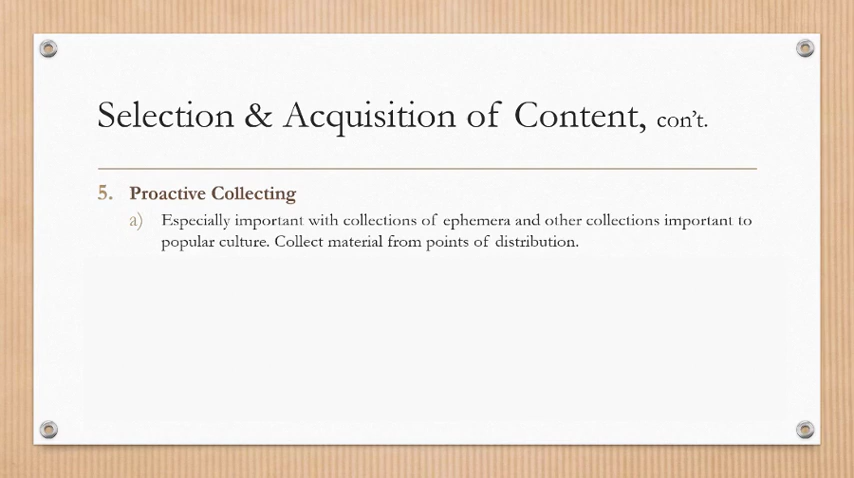 Selection & Acquisition of Content, con’t.
5. Proactive Collecting
a) Especially important with collections of ephemera and other collections important to
popular culture. Collect material from points of distribution.